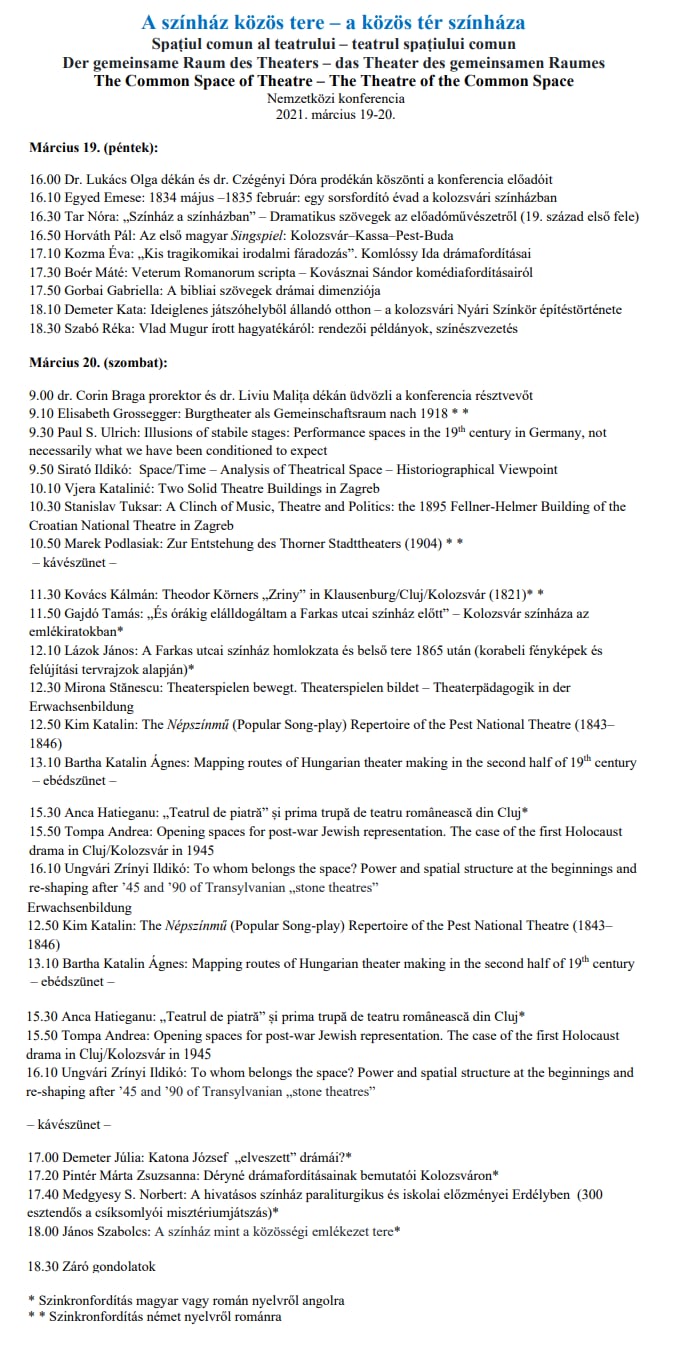 A színház közös tere – a közös tér színháza
Spațiul comun al teatrului – teatrul spațiului comun
Der gemeinsame Raum des Theaters – das Theater des gemeinsamen Raumes
The Common Space of Theatre – The Theatre of the Common Space
Nemzetközi konferencia
2021. március 19-20.
Március 19. (péntek):
16.00 Dr. Lukács Olga dékán és dr. Czégényi Dóra prodékán köszönti a konferencia előadóit
16.10 Egyed Emese: 1834 május –1835 február: egy sorsfordító évad a kolozsvári színházban
16.30 Tar Nóra: „Színház a színházban” – Dramatikus szövegek az előadóművészetről (19. század első fele)
16.50 Horváth Pál: Az első magyar Singspiel: Kolozsvár–Kassa–Pest-Buda
17.10 Kozma Éva: „Kis tragikomikai irodalmi fáradozás”. Komlóssy Ida drámafordításai
17.30 Boér Máté: Veterum Romanorum scripta – Kovásznai Sándor komédiafordításairól
17.50 Gorbai Gabriella: A bibliai szövegek drámai dimenziója
18.10 Demeter Kata: Ideiglenes játszóhelyből állandó otthon – a kolozsvári Nyári Színkör építéstörténete
18.30 Szabó Réka: Vlad Mugur írott hagyatékáról: rendezői példányok, színészvezetés
Március 20. (szombat):
9.00 dr. Corin Braga prorektor és dr. Liviu Malița dékán üdvözli a konferencia résztvevőt
9.10 Elisabeth Grossegger: Burgtheater als Gemeinschaftsraum nach 1918 * *
9.30 Paul S. Ulrich: Illusions of stabile stages: Performance spaces in the 19th century in Germany, not
necessarily what we have been conditioned to expect
9.50 Sirató Ildikó: Space/Time – Analysis of Theatrical Space – Historiographical Viewpoint
10.10 Vjera Katalinić: Two Solid Theatre Buildings in Zagreb
10.30 Stanislav Tuksar: A Clinch of Music, Theatre and Politics: the 1895 Fellner-Helmer Building of the
Croatian National Theatre in Zagreb
10.50 Marek Podlasiak: Zur Entstehung des Thorner Stadttheaters (1904) * *
– kávészünet –
11.30 Kovács Kálmán: Theodor Körners „Zriny” in Klausenburg/Cluj/Kolozsvár (1821)* *
11.50 Gajdó Tamás: „És órákig elálldogáltam a Farkas utcai színház előtt” – Kolozsvár színháza az
emlékiratokban*
12.10 Lázok János: A Farkas utcai színház homlokzata és belső tere 1865 után (korabeli fényképek és
felújítási tervrajzok alapján)*
12.30 Mirona Stănescu: Theaterspielen bewegt. Theaterspielen bildet – Theaterpädagogik in der
Erwachsenbildung
12.50 Kim Katalin: The Népszínmű (Popular Song-play) Repertoire of the Pest National Theatre (1843–
1846)
13.10 Bartha Katalin Ágnes: Mapping routes of Hungarian theater making in the second half of 19th century
– ebédszünet –
15.30 Anca Hatieganu: „Teatrul de piatră” și prima trupă de teatru românească din Cluj*
15.50 Tompa Andrea: Opening spaces for post-war Jewish representation. The case of the first Holocaust
drama in Cluj/Kolozsvár in 1945
16.10 Ungvári Zrínyi Ildikó: To whom belongs the space? Power and spatial structure at the beginnings and
re-shaping after ’45 and ’90 of Transylvanian „stone theatres”
Erwachsenbildung
12.50 Kim Katalin: The Népszínmű (Popular Song-play) Repertoire of the Pest National Theatre (1843–
1846)
13.10 Bartha Katalin Ágnes: Mapping routes of Hungarian theater making in the second half of 19th century
– ebédszünet –
15.30 Anca Hatieganu: „Teatrul de piatră” și prima trupă de teatru românească din Cluj*
15.50 Tompa Andrea: Opening spaces for post-war Jewish representation. The case of the first Holocaust
drama in Cluj/Kolozsvár in 1945
16.10 Ungvári Zrínyi Ildikó: To whom belongs the space? Power and spatial structure at the beginnings and
re-shaping after ’45 and ’90 of Transylvanian „stone theatres”
– kávészünet –
17.00 Demeter Júlia: Katona József „elveszett” drámái?*
17.20 Pintér Márta Zsuzsanna: Déryné drámafordításainak bemutatói Kolozsváron*
17.40 Medgyesy S. Norbert: A hivatásos színház paraliturgikus és iskolai előzményei Erdélyben (300
esztendős a csíksomlyói misztériumjátszás)*
18.00 János Szabolcs: A színház mint a közösségi emlékezet tere*
18.30 Záró gondolatok
* Szinkronfordítás magyar vagy román nyelvről angolra
* * Szinkronfordítás német nyelvről románra